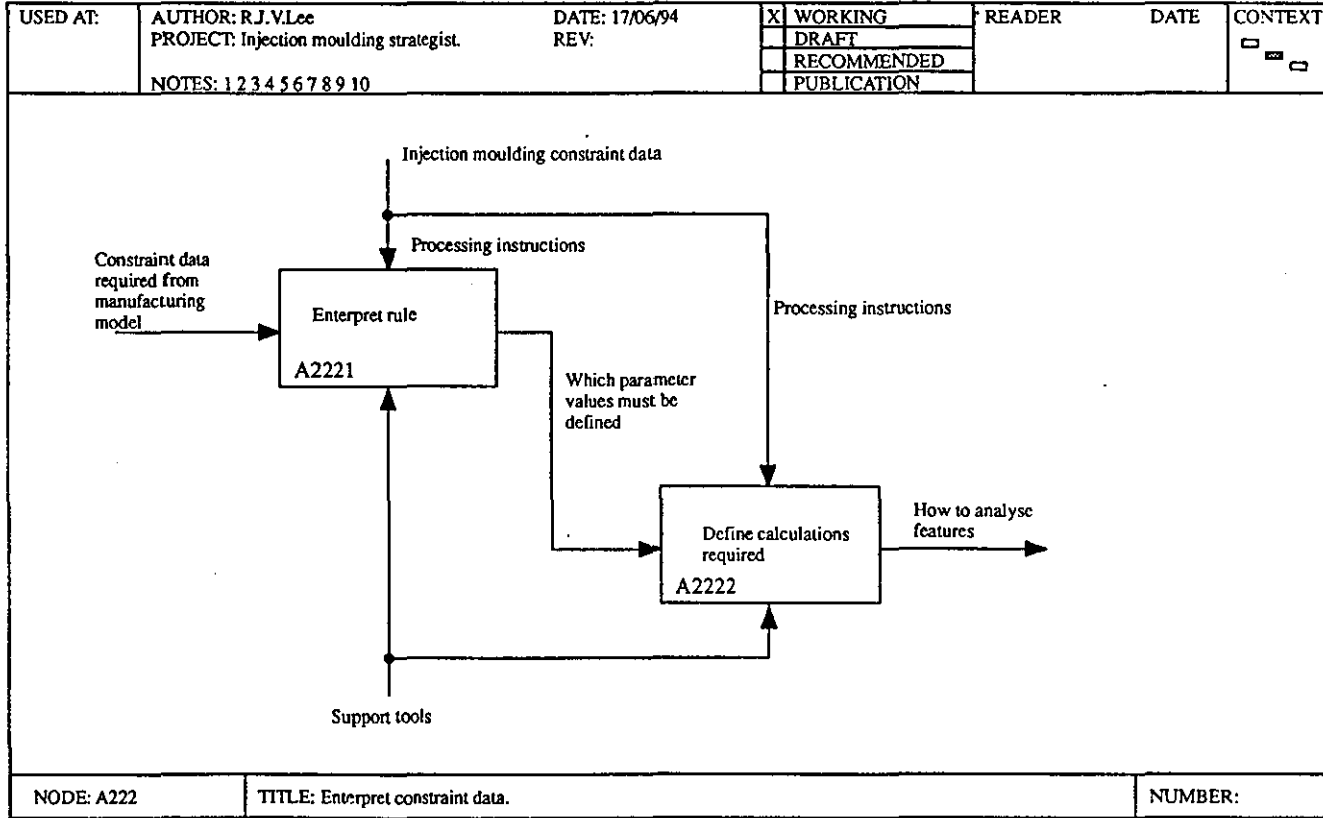 USED AT:
AUTHOR: R.J.V.Lee
DATE: 17/06/94
PROJECT: Injection moulding strategist.
REV:
NOTES: 1 2 3 4 5 6 7 8 9 10
X WORKING
DRAFT
RECOMMENDED
PUBLICATION
READER
DATE
CONTEXT
Injection moulding constraint data
Processing instructions
Constraint data
required from
manufacturing
model
Enterpret rule
A2221
Processing instructions
Which parameter
values must be
defined
Define calculations
required
A2222
How to analyse
features
Support tools
NODE: A222
TITLE: Enterpret constraint data.
NUMBER: